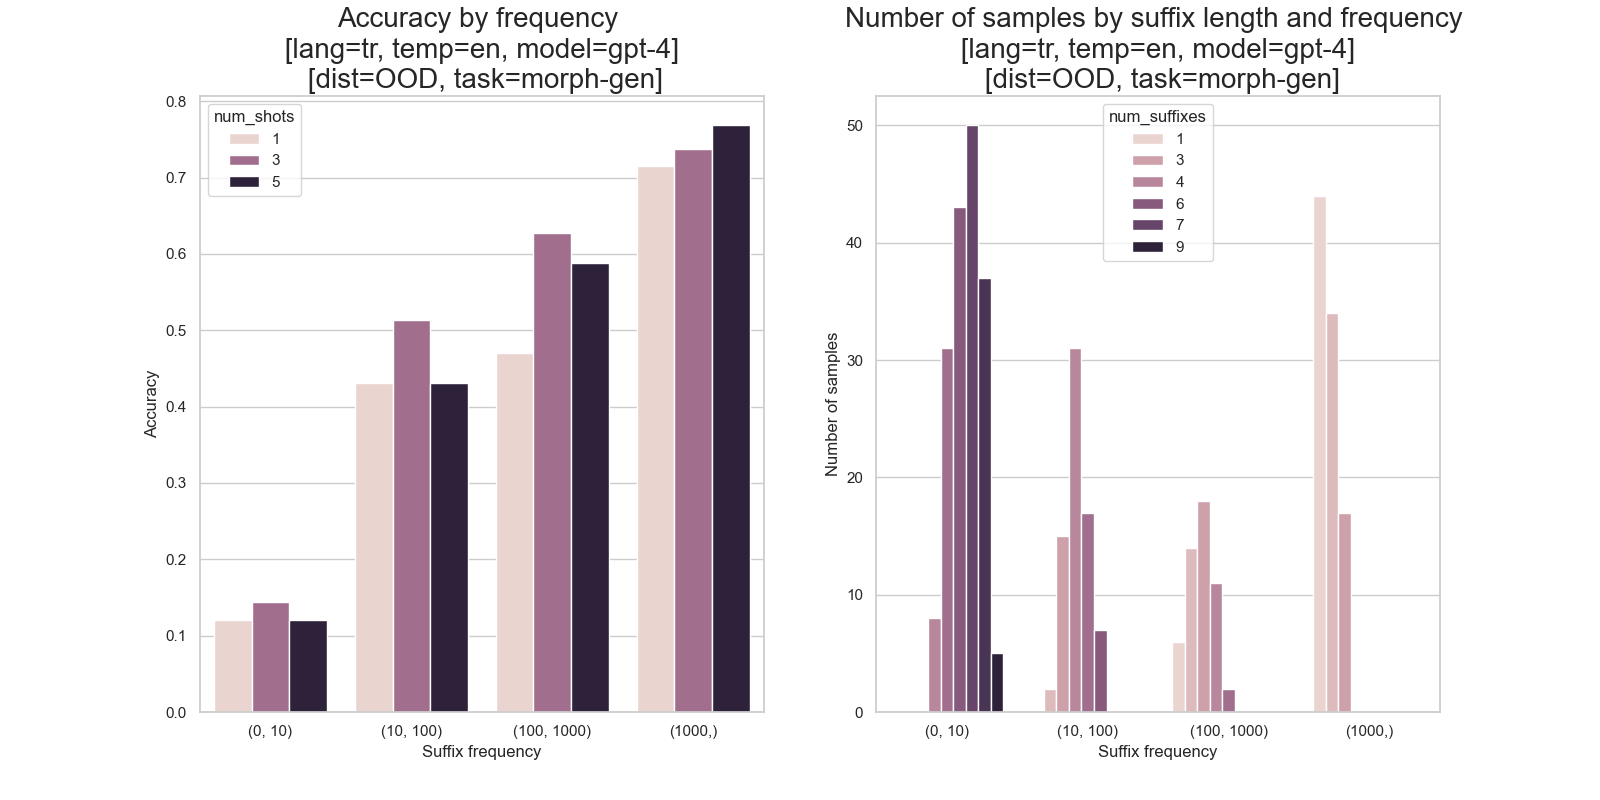 Accuracy by frequency
[lang=tr, temp=en, model=gpt-4]
[dist=OOD, task=morph-gen]
num_shots
1
3
5
0.8
0.7
0.6
0.5
0.4
0.3
0.2
0.1
0.0
Accuracy
(0, 10)
(10, 100)
(100, 1000)
(1000,)
Suffix frequency
Number of samples by suffix length and frequency
[lang=tr, temp=en, model=gpt-4]
[dist=OOD, task=morph-gen]
num_suffixes
1
3
4
6
7
9
50
40
30
20
10
0
Number of samples
(0, 10)
(10, 100)
(100, 1000)
(1000,)
Suffix frequency